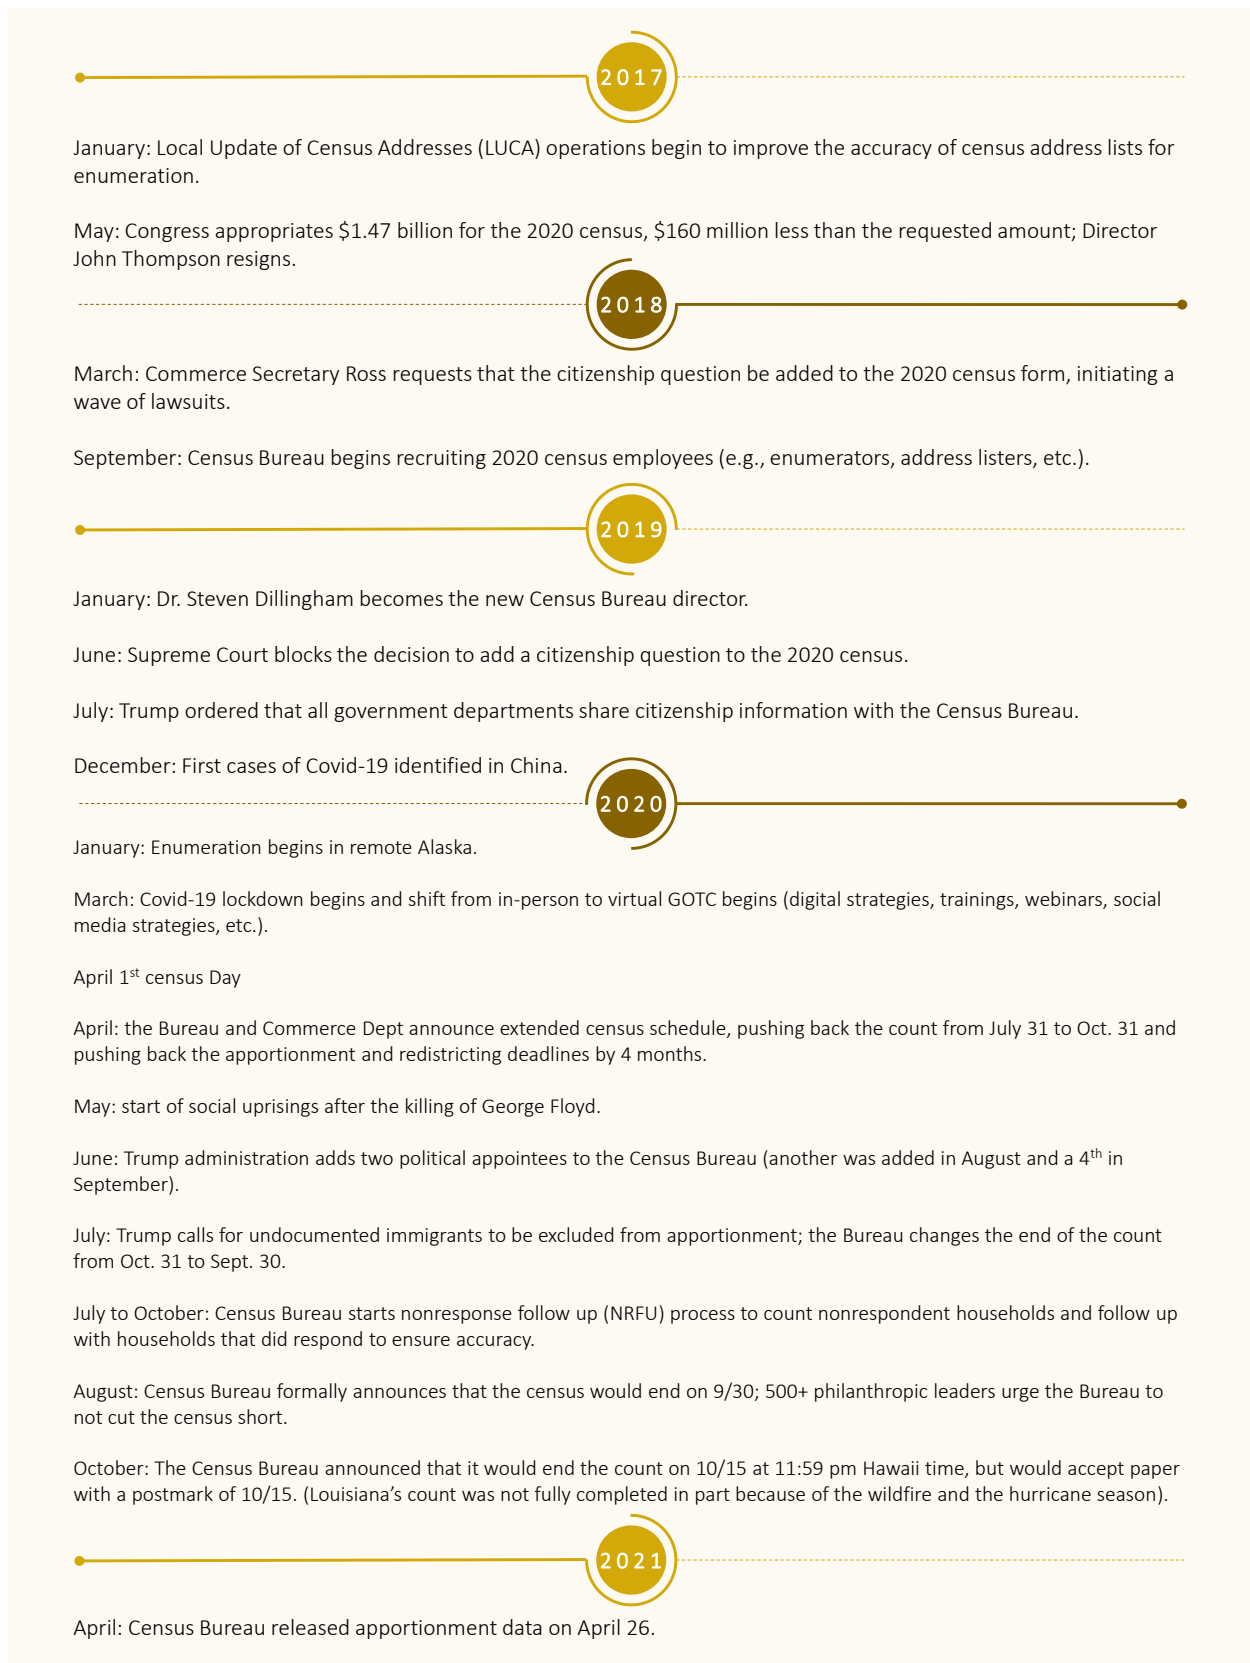 2017
January: Local Update of Census Addresses (LUCA) operations begin to improve the accuracy of census address lists for
enumeration.
May: Congress appropriates $1.47 billion for the 2020 census, $160 million less than the requested amount; Director
John Thompson resigns.
2018
March: Commerce Secretary Ross requests that the citizenship question be added to the 2020 census form, initiating a
wave of lawsuits.
September: Census Bureau begins recruiting 2020 census employees (e.g., enumerators, address listers, etc.).
2019
January: Dr. Steven Dillingham becomes the new Census Bureau director.
June: Supreme Court blocks the decision to add a citizenship question to the 2020 census.
July: Trump ordered that all government departments share citizenship information with the Census Bureau.
December: First cases of Covid-19 identified in China.
2020
January: Enumeration begins in remote Alaska.
March: Covid-19 lockdown begins and shift from in-person to virtual GOTC begins (digital strategies, trainings, webinars, social
media strategies, etc.).
April 1st census Day
April: the Bureau and Commerce Dept announce extended census schedule, pushing back the count from July 31 to Oct. 31 and
pushing back the apportionment and redistricting deadlines by 4 months.
May: start of social uprisings after the killing of George Floyd.
June: Trump administration adds two political appointees to the Census Bureau (another was added in August and a 4th in
September).
July: Trump calls for undocumented immigrants to be excluded from apportionment; the Bureau changes the end of the count
from Oct. 31 to Sept. 30.
July to October: Census Bureau starts nonresponse follow up (NRFU) process to count nonrespondent households and follow up
with households that did respond to ensure accuracy.
August: Census Bureau formally announces that the census would end on 9/30; 500+ philanthropic leaders urge the Bureau to
not cut the census short.
October: The Census Bureau announced that it would end the count on 10/15 at 11:59 pm Hawaii time, but would accept paper
with a postmark of 10/15. (Louisiana’s count was not fully completed in part because of the wildfire and the hurricane season).
2021
April: Census Bureau released apportionment data on April 26.